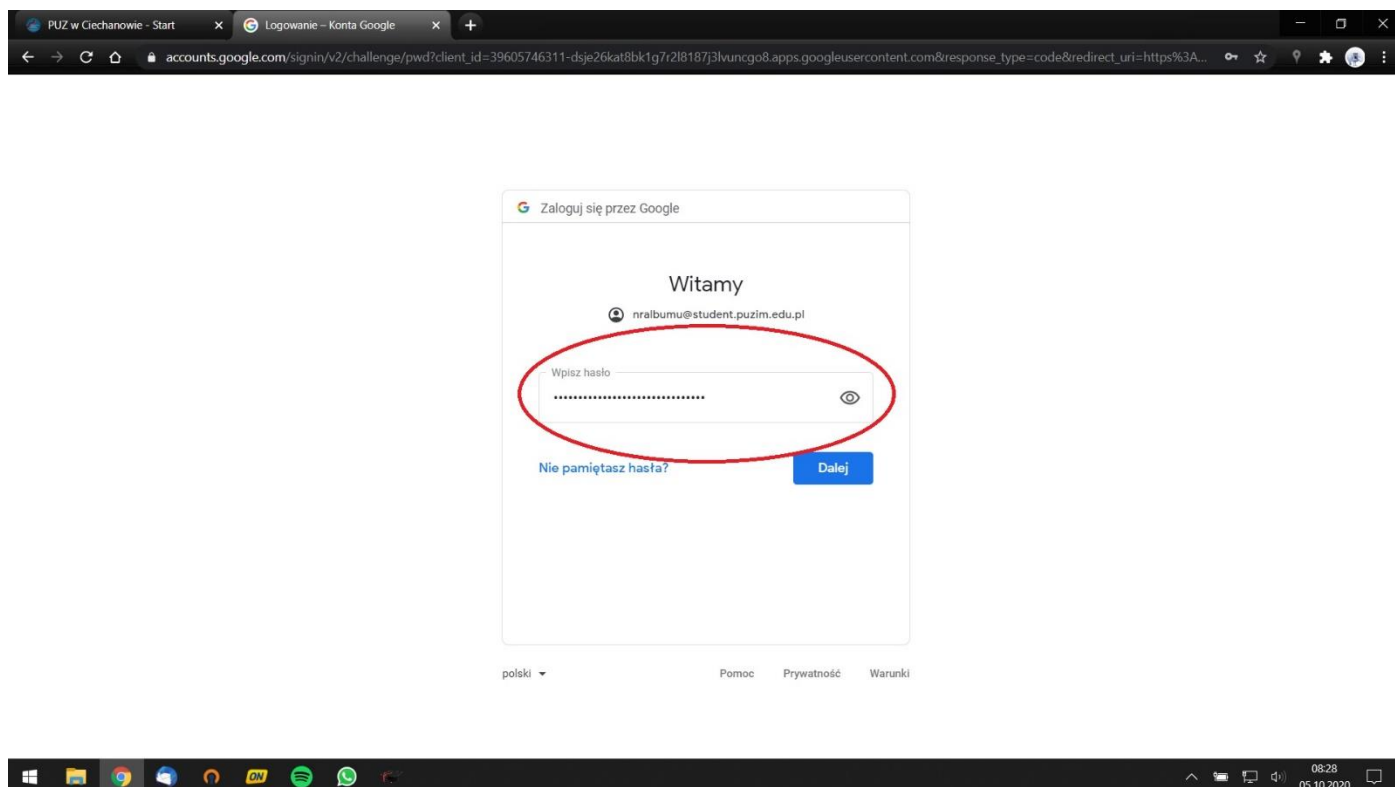 PUZ w Ciechanowie - Start
Logowanie – Konta Google
accounts.google.com/signin/v2/challenge/pwd?client_id=39605746311-dsje26kat8bk1g7r2l8187j3lvuncgo8.apps.googleusercontent.com&response_type=code&redirect_uri=https%3A...
Zaloguj się przez Google
Witamy
nralbumu@student.puzim.edu.pl
Wpisz hasło
Nie pamiętasz hasła?
Dalej
polski
Pomoc
Prywatność
Warunki
ON
08:28
05.10.2020